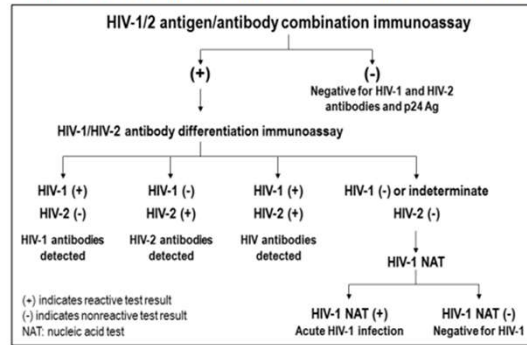 HIV-1/2 antigen/antibody combination immunoassay
(+)
(-)
Negative for HIV-1 and HIV-2
antibodies and p24 Ag
HIV-1/HIV-2 antibody differentiation immunoassay
HIV-1 (+)
HIV-2 (-)
HIV-1 antibodies
detected
HIV-1 (-)
HIV-2 (+)
HIV-2 antibodies
detected
HIV-1 (+)
HIV-2 (+)
HIV antibodies
detected
HIV-1 (-) or indeterminate
HIV-2 (-)
HIV-1 NAT
HIV-1 NAT (+)
Acute HIV-1 infection
HIV-1 NAT (-)
Negative for HIV-1
(+) indicates reactive test result
(-) indicates nonreactive test result
NAT: nucleic acid test